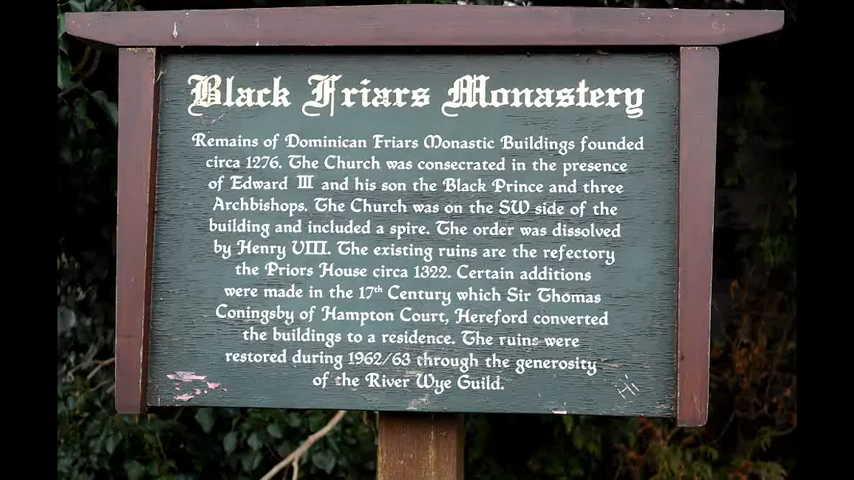 Black Friars Monastery
Remains of Dominican Friars Monastic Buildings founded
circa 1276. The Church was consecrated in the presence
of Edward III and his son the Black Prince and three
Archbishops. The Church was on the SW side of the
building and included a spire. The order was dissolved
by Henry VIII. The existing ruins are the refectory
the Priors House circa 1322. Certain additions
were made in the 17th Century which Sir Thomas
Coningsby of Hampton Court, Hereford converted
the buildings to a residence. The ruins were
restored during 1962/63 through the generosity
of the River Wye Guild.
Hi